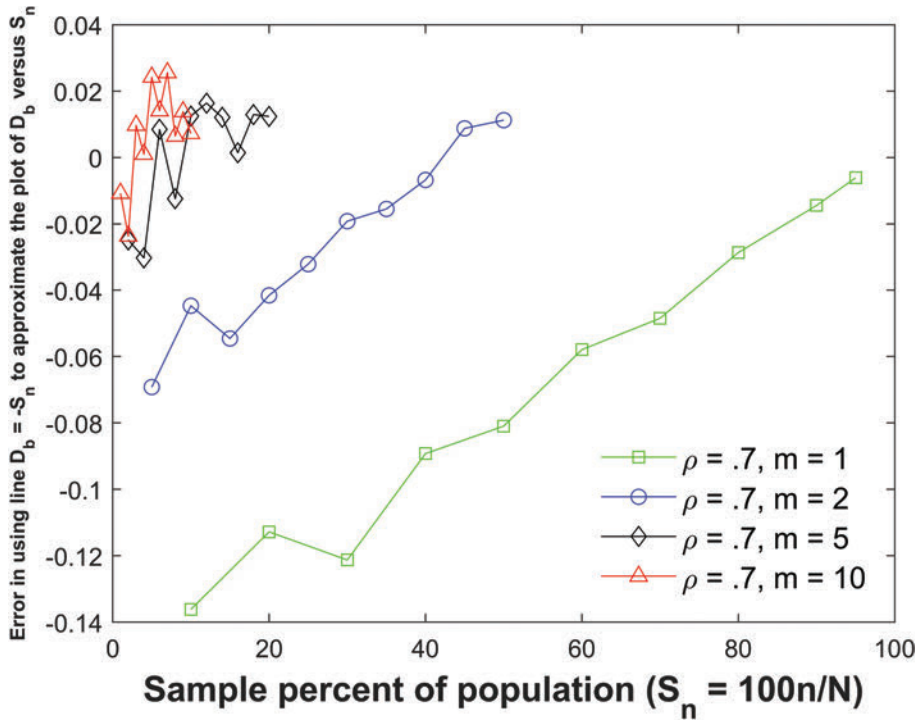 Error in using line D_b = -S_n to approximate the plot of D_b versus S_n
0.04
0.02
0
-0.02
-0.04
-0.06
-0.08
-0.1
-0.12
-0.14
0
20
40
60
80
100
ρ = .7, m = 1
ρ = .7, m = 2
ρ = .7, m = 5
ρ = .7, m = 10
Sample percent of population (S_n = 100n/N)